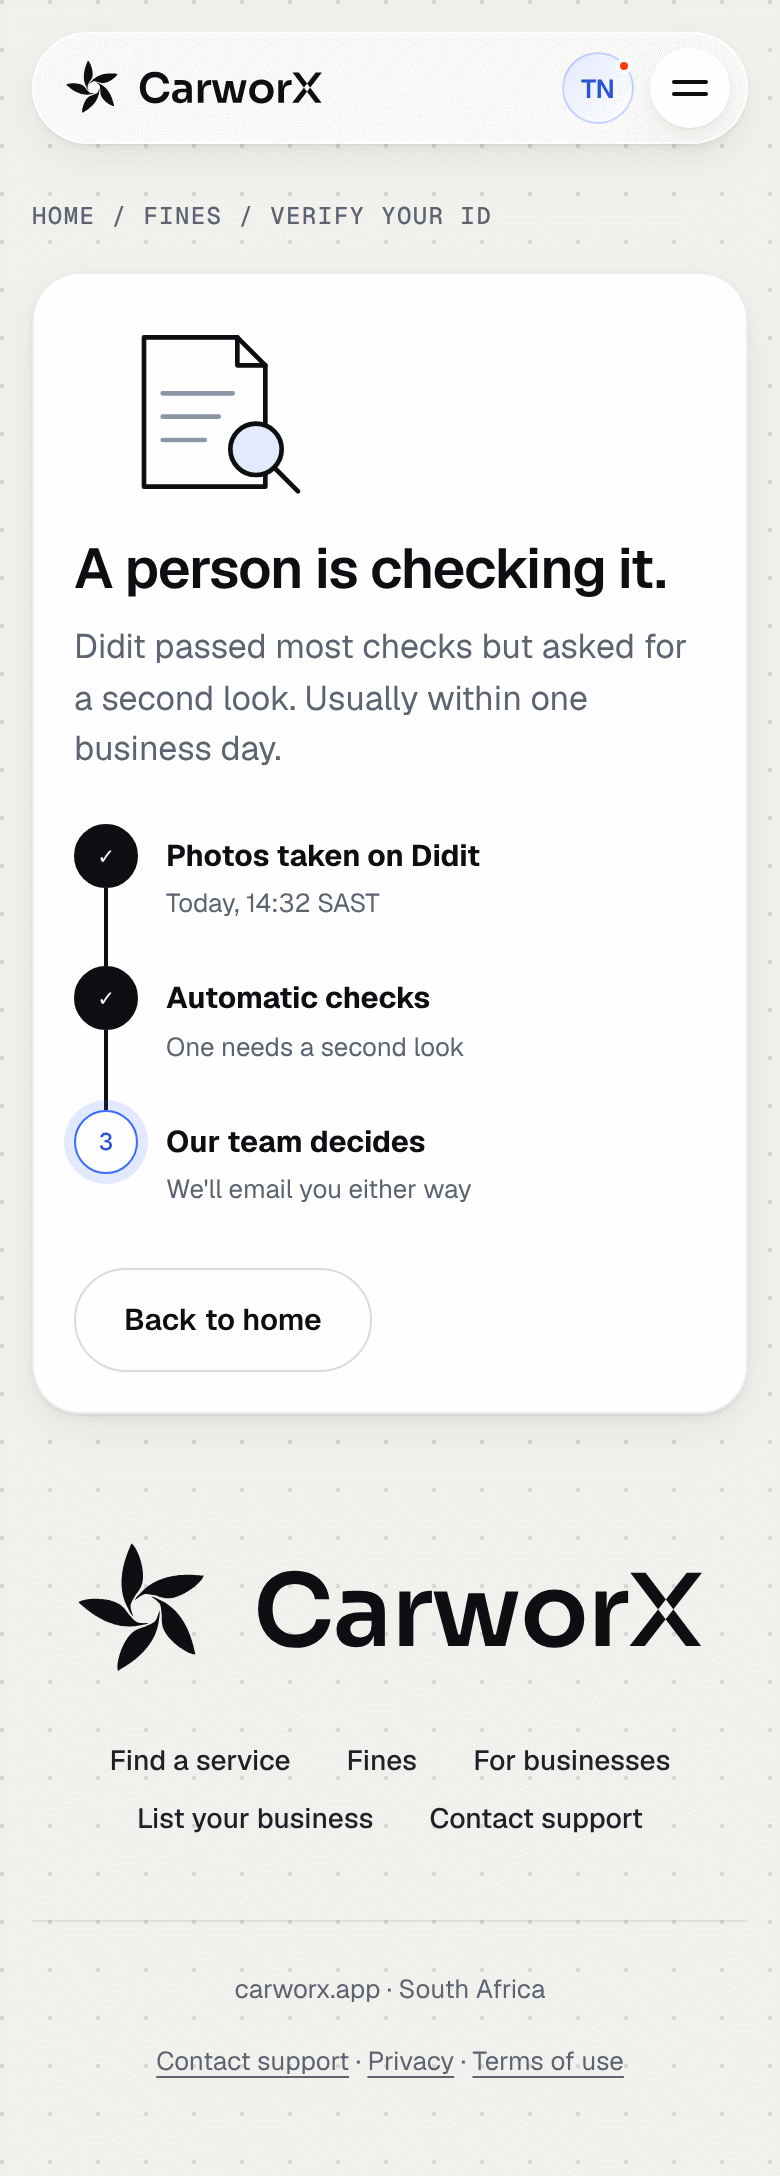 CarworX
TN
HOME / FINES / VERIFY YOUR ID
A person is checking it.
Didit passed most checks but asked for
a second look. Usually within one
business day.
✓
Photos taken on Didit
Today, 14:32 SAST
✓
Automatic checks
One needs a second look
3
Our team decides
We'll email you either way
Back to home
CarworX
Find a service Fines For businesses
List your business Contact support
carworx.app · South Africa
Contact support · Privacy · Terms of use